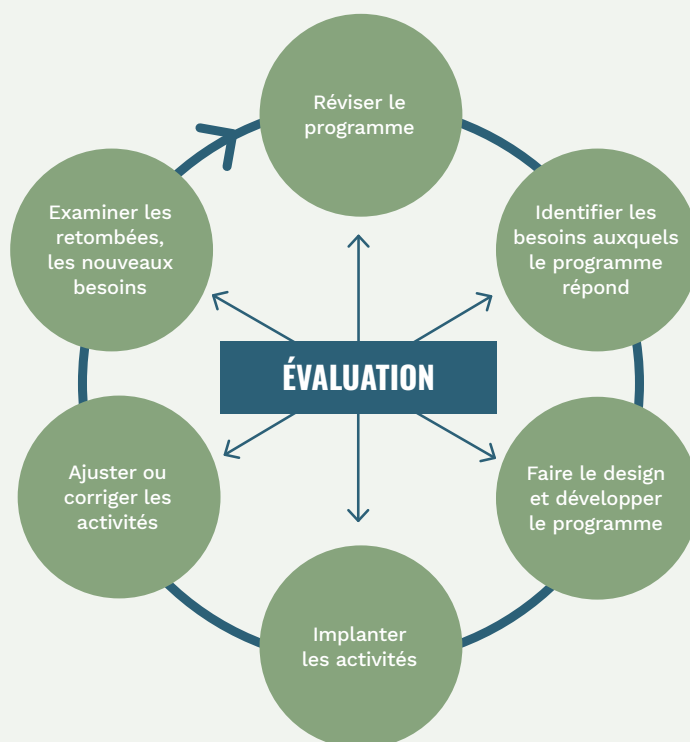 Réviser le
programme
Identifier les
besoins auxquels
le programme
répond
Faire le design
et développer
le programme
Implanter
les activités
Ajuster ou
corriger les
activités
Examiner les
retombées,
les nouveaux
besoins
ÉVALUATION